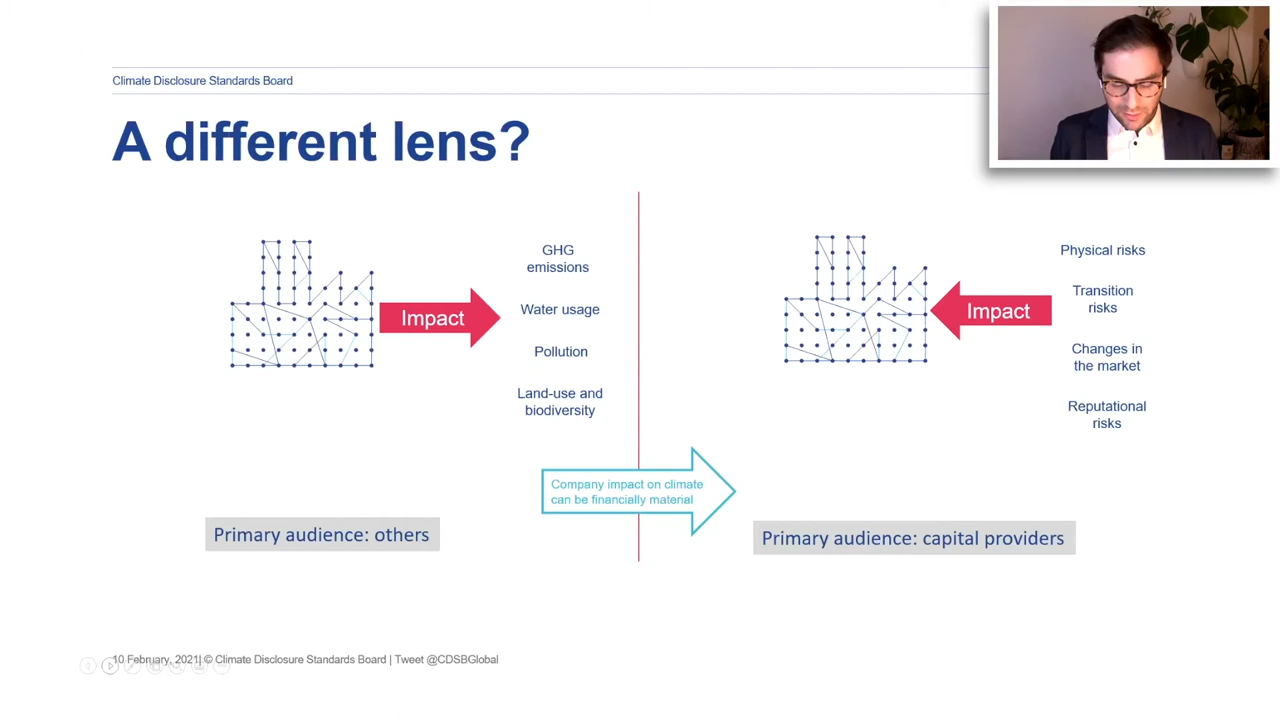 Climate Disclosure Standards Board
A different lens?
Impact
GHG
emissions
Water usage
Pollution
Land-use and
biodiversity
Impact
Physical risks
Transition
risks
Changes in
the market
Reputational
risks
Company impact on climate
can be financially material
Primary audience: others
Primary audience: capital providers
10 February, 2021| © Climate Disclosure Standards Board | Tweet @CDSBGlobal